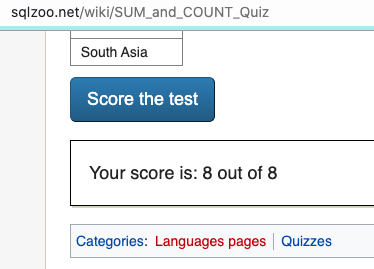 sqlzoo.net/wiki/SUM_and_COUNT_Quiz
South Asia
Score the test
Your score is: 8 out of 8
Categories: Languages pages | Quizzes